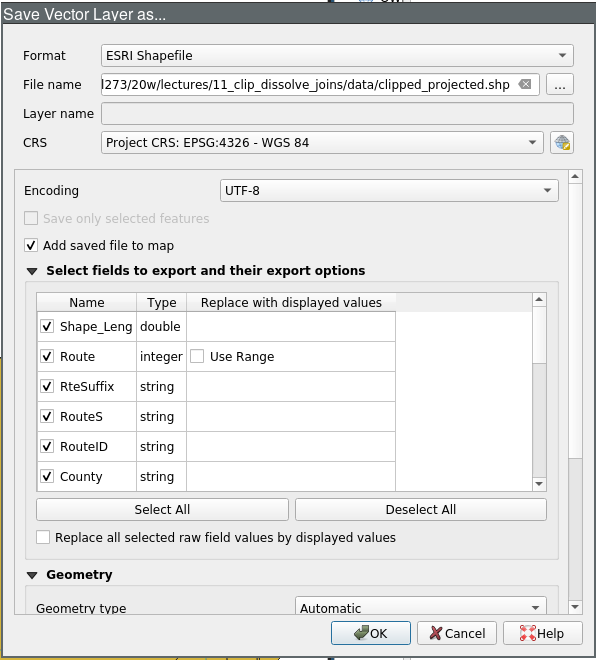 Save Vector Layer as...
Format ESRI Shapefile
File name l273/20w/lectures/11_clip_dissolve_joins/data/clipped_projected.shp ...
Layer name
CRS Project CRS: EPSG:4326 - WGS 84
Encoding UTF-8
Save only selected features
Add saved file to map
Select fields to export and their export options
Name Type Replace with displayed values
Shape_Leng double
Route integer Use Range
RteSuffix string
RouteS string
RouteID string
County string
Select All Deselect All
Replace all selected raw field values by displayed values
Geometry
Geometry type Automatic
OK Cancel Help